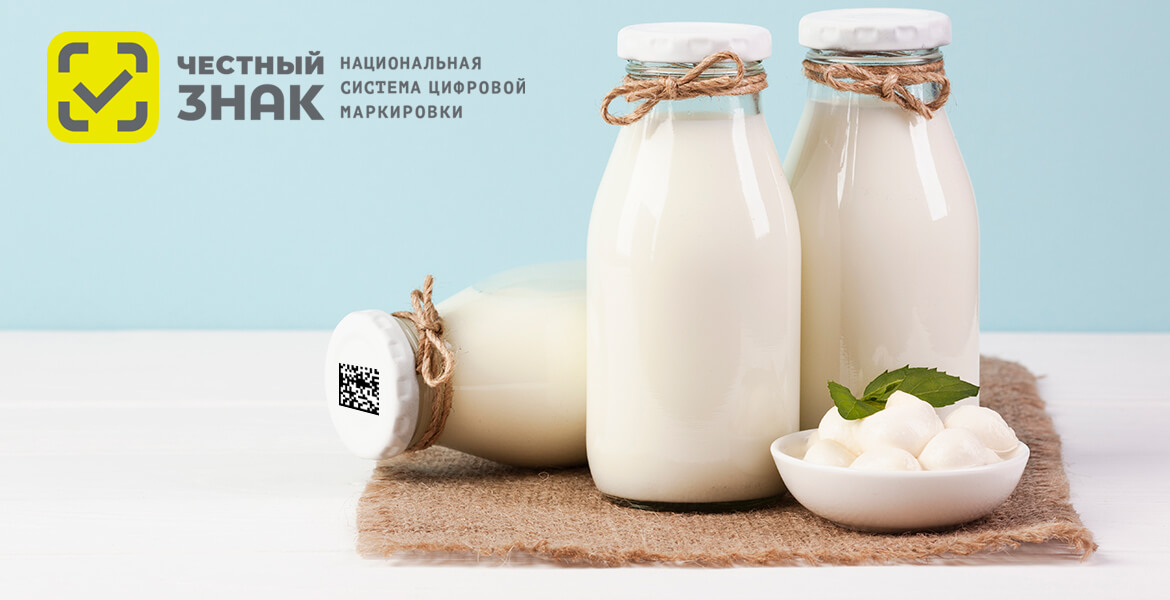 ЧЕСТНЫЙ
ЗНАК
НАЦИОНАЛЬНАЯ
СИСТЕМА ЦИФРОВОЙ
МАРКИРОВКИ